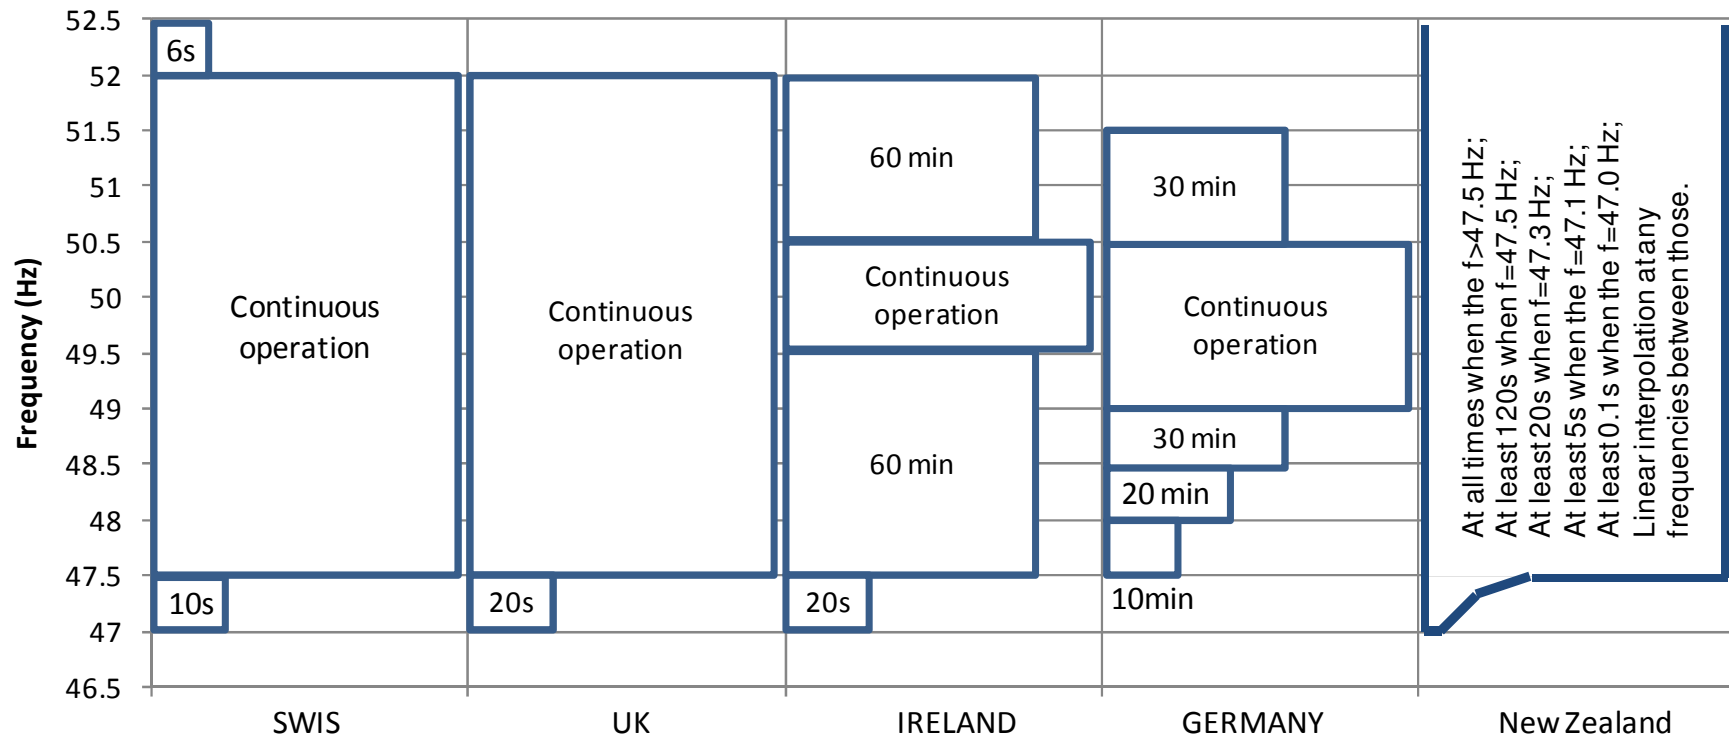 Frequency (Hz)
52.5
52
51.5
51
50.5
50
49.5
49
48.5
48
47.5
47
46.5
6s
Continuous
operation
10s
SWIS
Continuous
operation
20s
UK
60 min
Continuous
operation
60 min
20s
IRELAND
30 min
Continuous
operation
30 min
20 min
10min
GERMANY
At all times when the f>47.5 Hz;
At least 120s when f=47.5 Hz;
At least 20s when f=47.3 Hz;
At least 5s when the f=47.1 Hz;
At least 0.1s when the f=47.0 Hz;
Linear interpolation at any
frequencies between those.
New Zealand